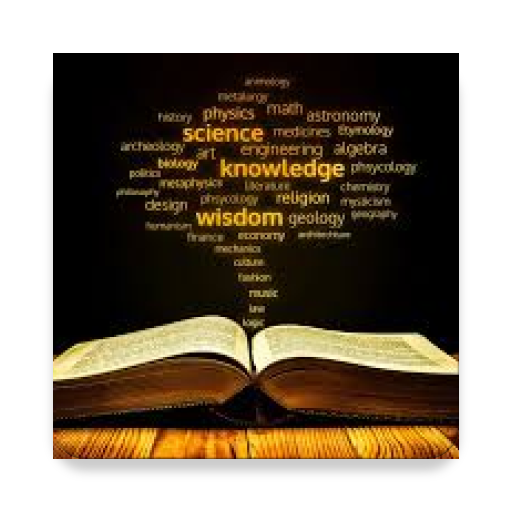 metalurgy
history physics math astronomy
science medicines Etymology
archeology art engineering algebra
biology knowledge phsycology
politics metaphysics literature chemistry
philosophy phsycology religion mysticism
design wisdom geology geography
humanism finance economy architecture
mechanics
culture
fashion
music
law
logic